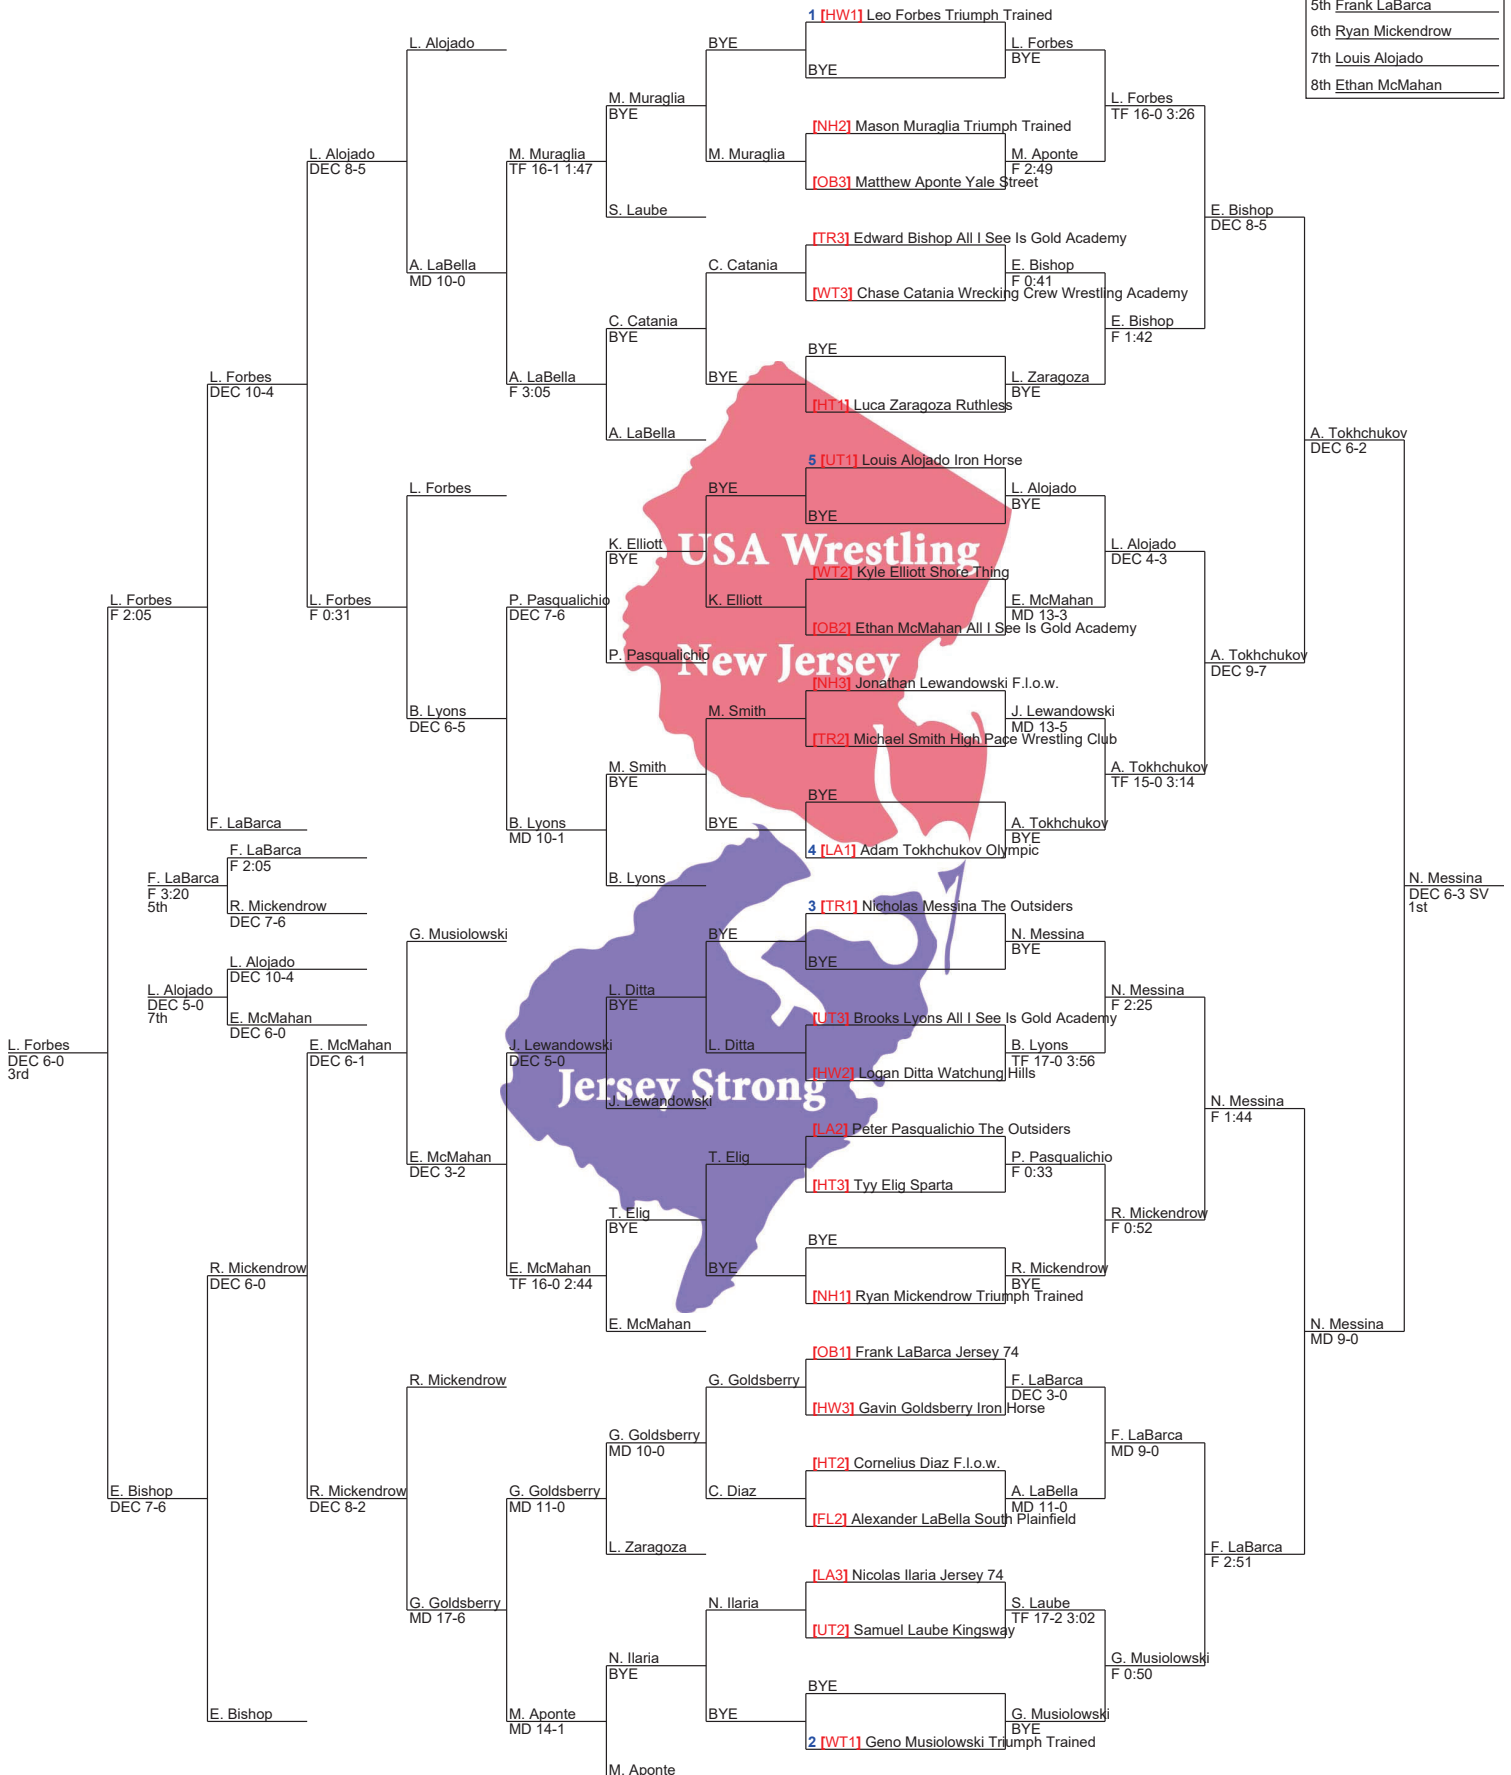 5th Frank LaBarca
6th Ryan Mickendrow
7th Louis Alojado
8th Ethan McMahan
1 [HW1] Leo Forbes Triumph Trained
BYE
[NH2] Mason Muraglia Triumph Trained
[OB3] Matthew Aponte Yale Street
[TR3] Edward Bishop All I See Is Gold Academy
[WT3] Chase Catania Wrecking Crew Wrestling Academy
BYE
[HT1] Luca Zaragoza Ruthless
5 [UT1] Louis Alojado Iron Horse
BYE
[WT2] Kyle Elliott Shore Thing
[OB2] Ethan McMahan All I See Is Gold Academy
[NH3] Jonathan Lewandowski F.l.o.w.
[TR2] Michael Smith High Pace Wrestling Club
BYE
4 [LA1] Adam Tokhchukov Olympic
3 [TR1] Nicholas Messina The Outsiders
BYE
[UT3] Brooks Lyons All I See Is Gold Academy
[HW2] Logan Ditta Watchung Hills
[LA2] Peter Pasqualichio The Outsiders
[HT3] Tyy Elig Sparta
BYE
[NH1] Ryan Mickendrow Triumph Trained
[OB1] Frank LaBarca Jersey 74
[HW3] Gavin Goldsberry Iron Horse
[HT2] Cornelius Diaz F.l.o.w.
[FL2] Alexander LaBella South Plainfield
[LA3] Nicolas Ilaria Jersey 74
[UT2] Samuel Laube Kingsway
BYE
2 [WT1] Geno Musiolowski Triumph Trained
L. Forbes
BYE
M. Aponte
F 2:49
E. Bishop
F 0:41
L. Zaragoza
BYE
L. Alojado
BYE
E. McMahan
MD 13-3
J. Lewandowski
MD 13-5
A. Tokhchukov
BYE
N. Messina
BYE
B. Lyons
TF 17-0 3:56
P. Pasqualichio
F 0:33
R. Mickendrow
BYE
F. LaBarca
DEC 3-0
A. LaBella
MD 11-0
S. Laube
TF 17-2 3:02
G. Musiolowski
BYE
L. Forbes
TF 16-0 3:26
E. Bishop
F 1:42
L. Alojado
DEC 4-3
A. Tokhchukov
TF 15-0 3:14
N. Messina
F 2:25
R. Mickendrow
F 0:52
F. LaBarca
MD 9-0
G. Musiolowski
F 0:50
E. Bishop
DEC 8-5
A. Tokhchukov
DEC 9-7
N. Messina
F 1:44
F. LaBarca
F 2:51
A. Tokhchukov
DEC 6-2
N. Messina
MD 9-0
N. Messina
DEC 6-3 SV
1st
BYE
M. Muraglia
C. Catania
BYE
BYE
K. Elliott
M. Smith
BYE
BYE
L. Ditta
T. Elig
BYE
G. Goldsberry
C. Diaz
N. Ilaria
BYE
M. Muraglia
BYE
S. Laube
C. Catania
BYE
A. LaBella
K. Elliott
BYE
P. Pasqualichio
M. Smith
BYE
B. Lyons
L. Ditta
BYE
J. Lewandowski
T. Elig
BYE
E. McMahan
G. Goldsberry
MD 10-0
L. Zaragoza
N. Ilaria
BYE
M. Aponte
M. Muraglia
TF 16-1 1:47
A. LaBella
F 3:05
P. Pasqualichio
DEC 7-6
B. Lyons
MD 10-1
J. Lewandowski
DEC 5-0
E. McMahan
TF 16-0 2:44
G. Goldsberry
MD 11-0
M. Aponte
MD 14-1
L. Alojado
A. LaBella
MD 10-0
L. Forbes
B. Lyons
DEC 6-5
G. Musiolowski
E. McMahan
DEC 3-2
R. Mickendrow
G. Goldsberry
MD 17-6
L. Alojado
DEC 8-5
L. Forbes
F 0:31
E. McMahan
DEC 6-1
R. Mickendrow
DEC 8-2
L. Forbes
DEC 10-4
F. LaBarca
R. Mickendrow
DEC 6-0
E. Bishop
L. Forbes
F 2:05
E. Bishop
DEC 7-6
L. Forbes
DEC 6-0
3rd
F. LaBarca
F 2:05
R. Mickendrow
DEC 7-6
F. LaBarca
F 3:20
5th
L. Alojado
DEC 10-4
E. McMahan
DEC 6-0
L. Alojado
DEC 5-0
7th
USA Wrestling
New Jersey
Jersey Strong